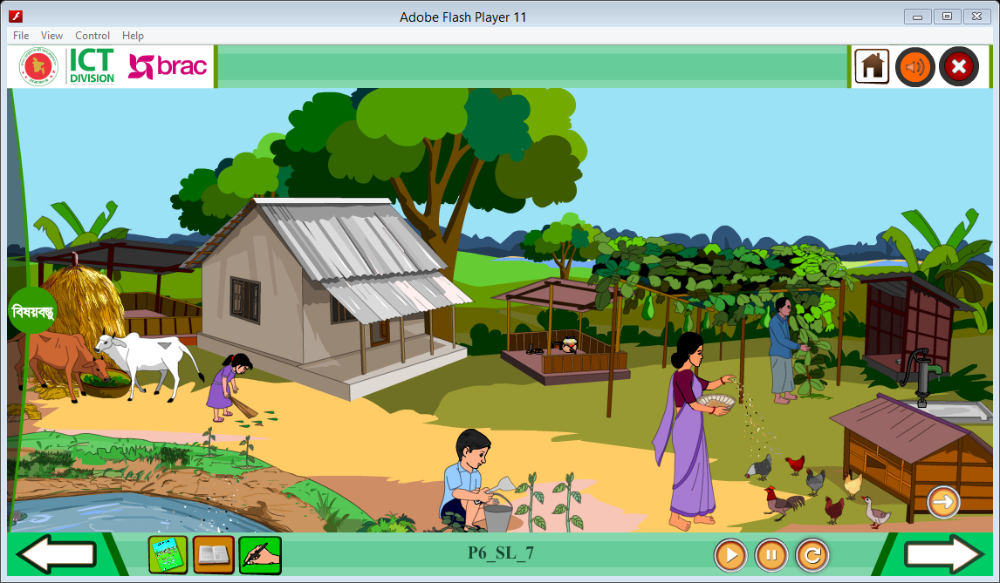 Adobe Flash Player 11
File View Control Help
ICT
DIVISION
brac
বিষয়বস্তু
P6_SL_7